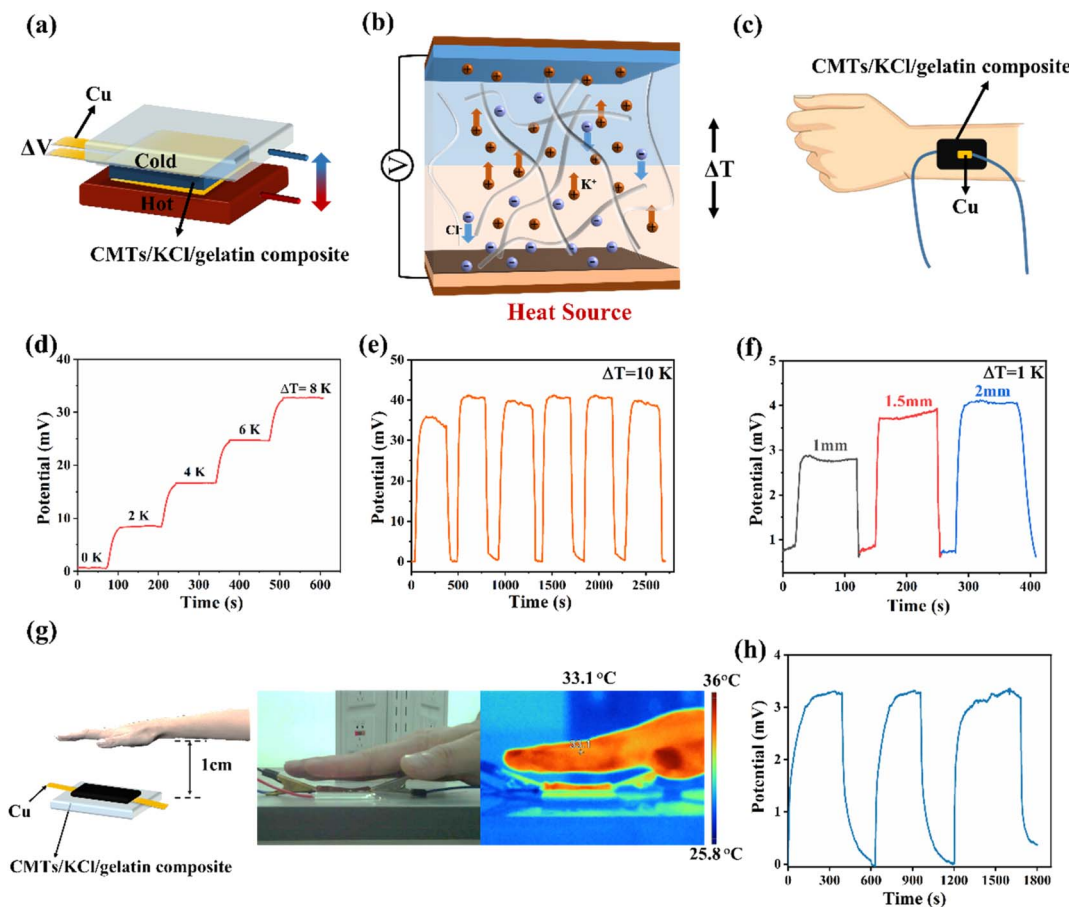 (a)
Cu
ΔV
Cold
Hot
CMTs/KCl/gelatin composite
(b)
V
K⁺
Cl⁻
ΔT
Heat Source
(c)
CMTs/KCl/gelatin composite
Cu
(d)
Potential (mV)
40
30
20
10
0
0 K
2 K
4 K
6 K
ΔT= 8 K
0 100 200 300 400 500 600
Time (s)
(e)
Potential (mV)
50
40
30
20
10
0
ΔT=10 K
0 500 1000 1500 2000 2500
Time (s)
(f)
Potential (mV)
5
4
3
2
1
ΔT=1 K
1mm
1.5mm
2mm
0 100 200 300 400
Time (s)
(g)
1cm
Cu
CMTs/KCl/gelatin composite
33.1 °C
36°C
25.8 °C
(h)
Potential (mV)
4
3
2
1
0
0 300 600 900 1200 1500 1800
Time (s)